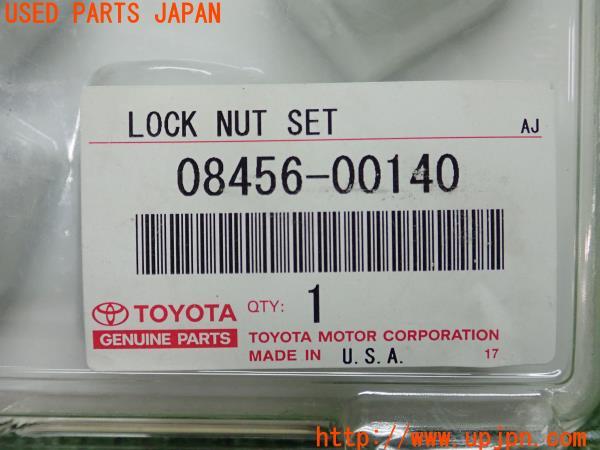 USED PARTS JAPAN
LOCK NUT SET AJ
08456-00140
TOYOTA QTY: 1
GENUINE PARTS TOYOTA MOTOR CORPORATION
MADE IN U.S.A. 17
http://www.upjpn.com/